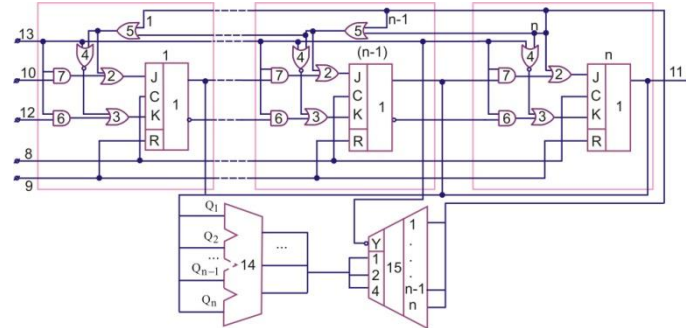 1 n-1 n
5 5
13 4 4 4
1 (n-1) n
10 7 2 J 7 2 J 7 2 J 11
C 1 C 1 C 1
12 6 3 K 6 3 K 6 3 K
R R R
8
9
Q1
Q2
...
Qn−1
Qn
14
...
Y 1
1 .
2 15 .
4 .
n-1
n